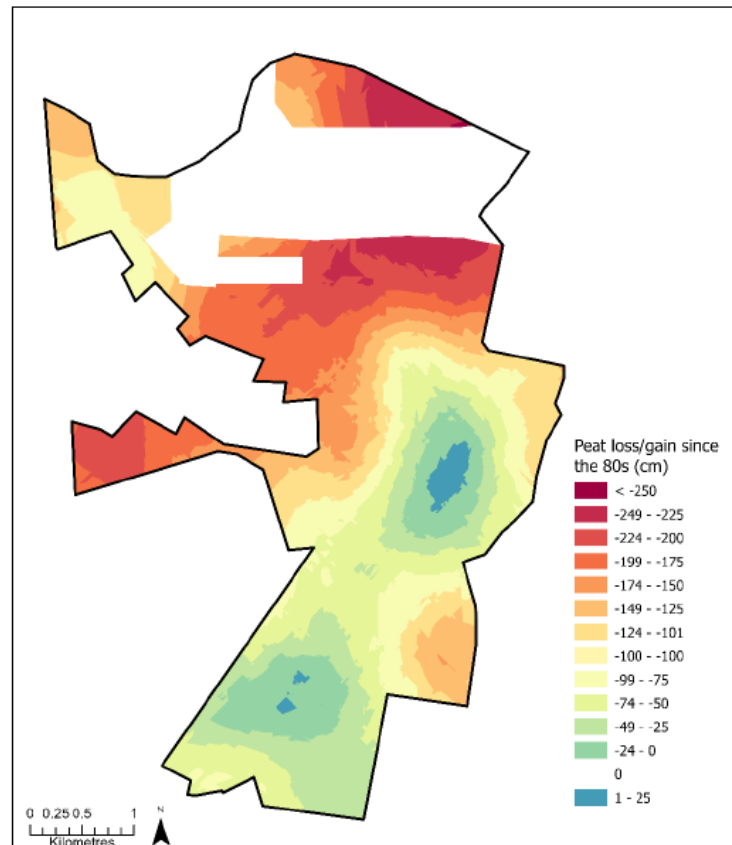 Peat loss/gain since
the 80s (cm)
< -250
-249 - -225
-224 - -200
-199 - -175
-174 - -150
-149 - -125
-124 - -101
-100 - -100
-99 - -75
-74 - -50
-49 - -25
-24 - 0
0
1 - 25
0 0.25 0.5 1
Kilometres
N